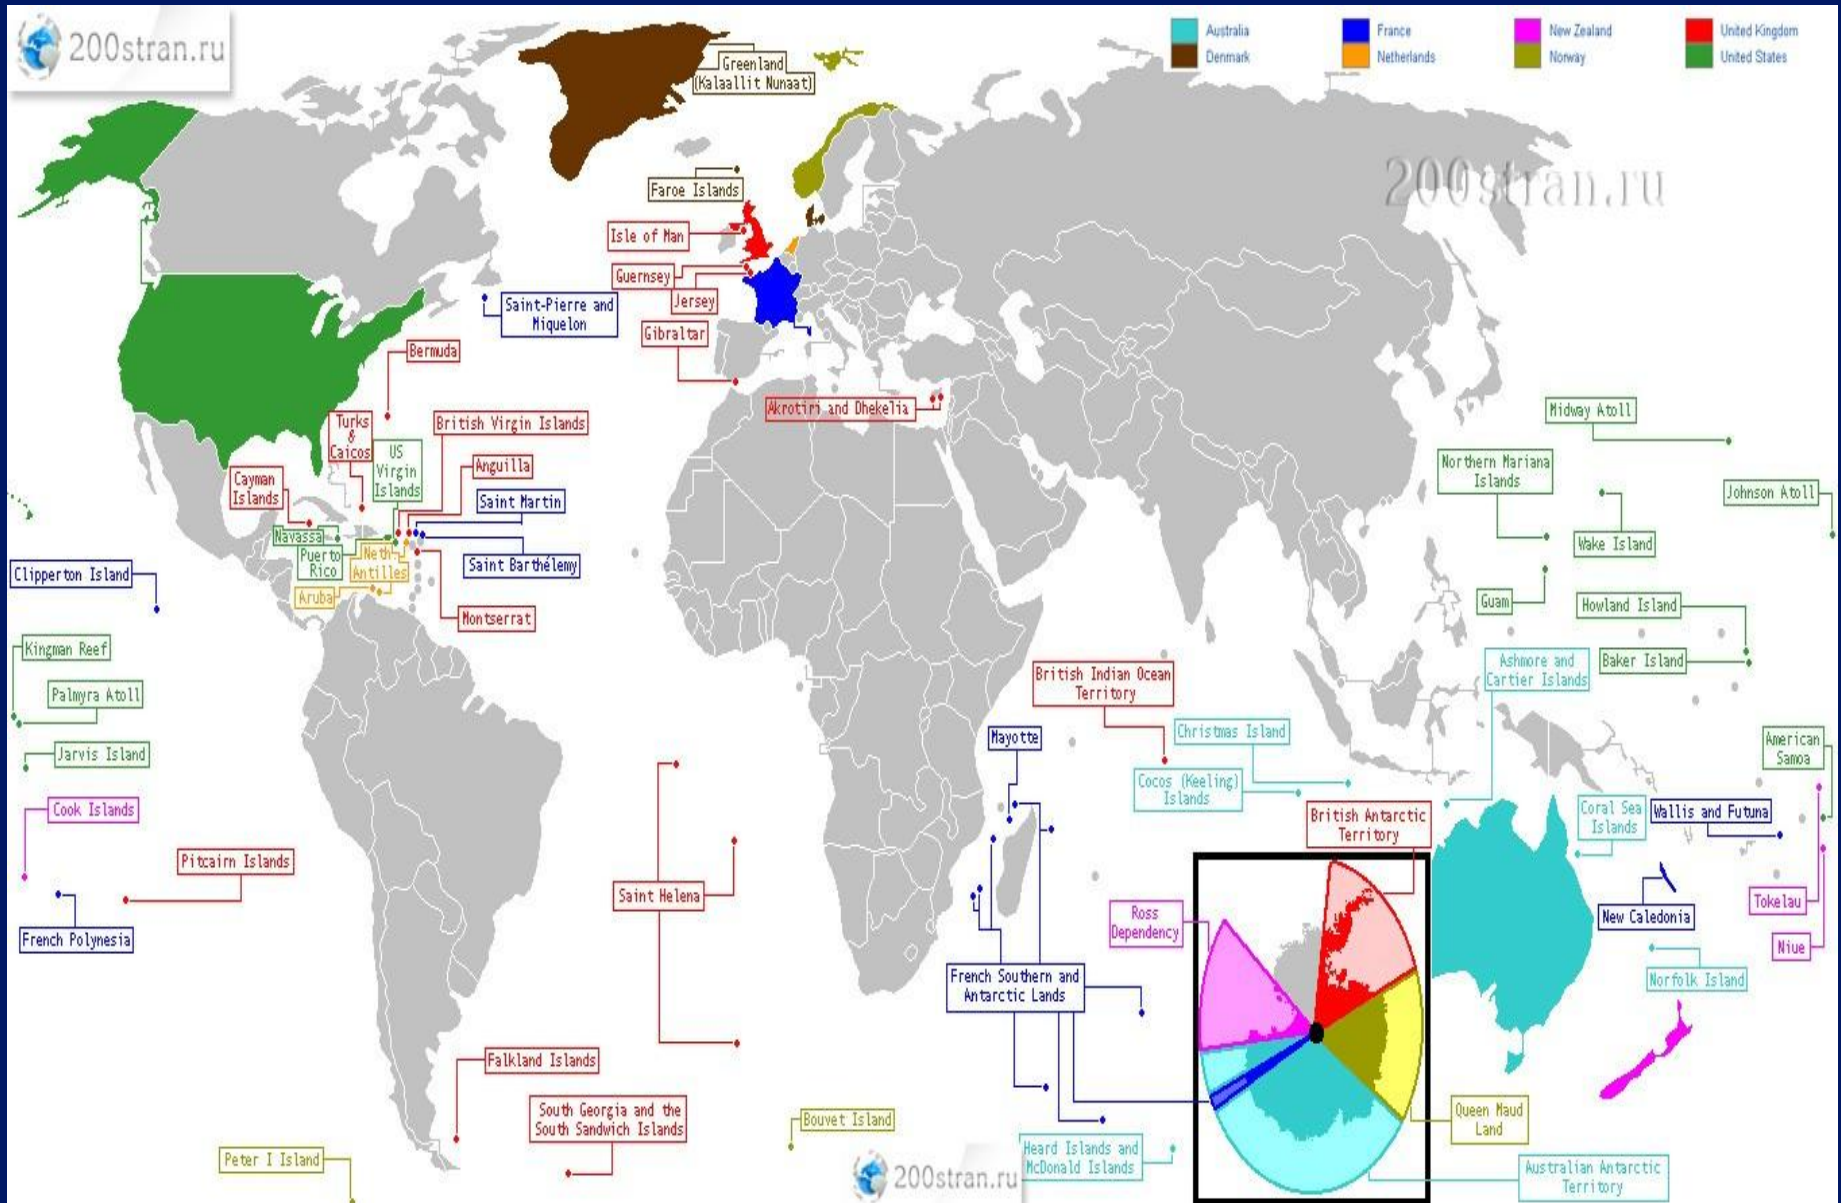 200stran.ru
Australia
France
New Zealand
United Kingdom
Denmark
Netherlands
Norway
United States
Greenland
(Kalaallit Nunaat)
200stran.ru
Faroe Islands
Isle of Man
Guernsey
Jersey
Saint-Pierre and
Miquelon
Gibraltar
Bermuda
Akrotiri and Dhekelia
Turks
&
Caicos
British Virgin Islands
US
Virgin
Islands
Anguilla
Cayman
Islands
Saint Martin
Navassa
Puerto
Rico
Neth
Antilles
Saint Barthélemy
Aruba
Montserrat
Clipperton Island
Midway Atoll
Northern Mariana
Islands
Johnson Atoll
Wake Island
Guam
Howland Island
Baker Island
Kingman Reef
Palmyra Atoll
Jarvis Island
Cook Islands
Pitcairn Islands
French Polynesia
British Indian Ocean
Territory
Ashmore and
Cartier Islands
Christmas Island
Mayotte
Cocos (Keeling)
Islands
American
Samoa
Coral Sea
Islands
Wallis and Futuna
British Antarctic
Territory
Saint Helena
Ross
Dependency
New Caledonia
Tokelau
Niue
Norfolk Island
French Southern and
Antarctic Lands
Falkland Islands
South Georgia and the
South Sandwich Islands
Bouvet Island
Queen Maud
Land
Peter I Island
Heard Islands and
McDonald Islands
Australian Antarctic
Territory
200stran.ru